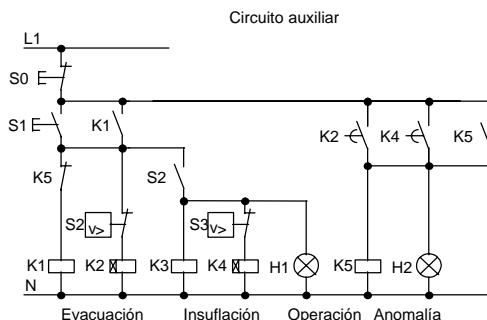 Circuito auxiliar
L1
S0
S1
K1
K2
K4
K5
K5
S2
S2
v>
S3
v>
K1
K2
K3
K4
H1
K5
H2
N
Evacuación
Insuflación
Operación
Anomalía